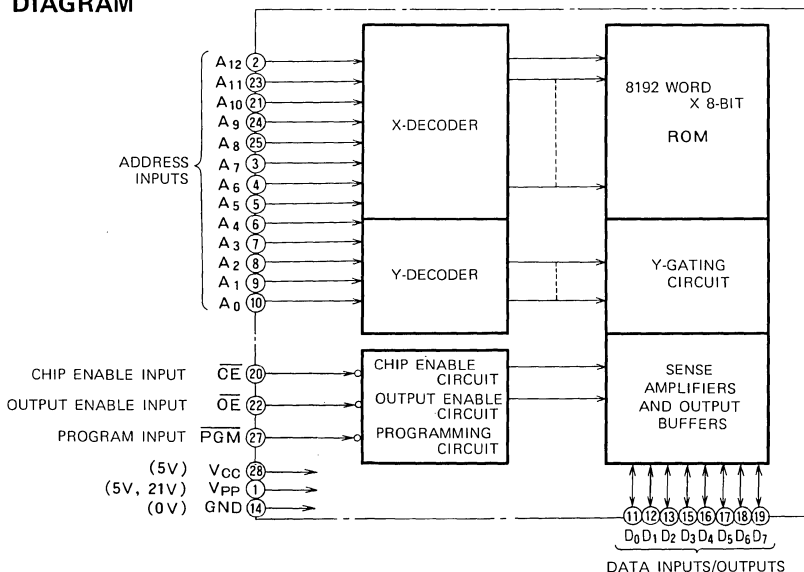 DIAGRAM
A12 2
A11 23
A10 21
A9 24
A8 25
A7 3
A6 4
A5 5
A4 6
A3 7
A2 8
A1 9
A0 10
ADDRESS
INPUTS
X-DECODER
Y-DECODER
8192 WORD
X 8-BIT
ROM
Y-GATING
CIRCUIT
SENSE
AMPLIFIERS
AND OUTPUT
BUFFERS
CHIP ENABLE INPUT C̅E̅ 20
OUTPUT ENABLE INPUT O̅E̅ 22
PROGRAM INPUT P̅G̅M̅ 27
CHIP ENABLE
CIRCUIT
OUTPUT ENABLE
CIRCUIT
PROGRAMMING
CIRCUIT
(5V) VCC 28
(5V, 21V) VPP 1
(0V) GND 14
11 12 13 15 16 17 18 19
D0 D1 D2 D3 D4 D5 D6 D7
DATA INPUTS/OUTPUTS